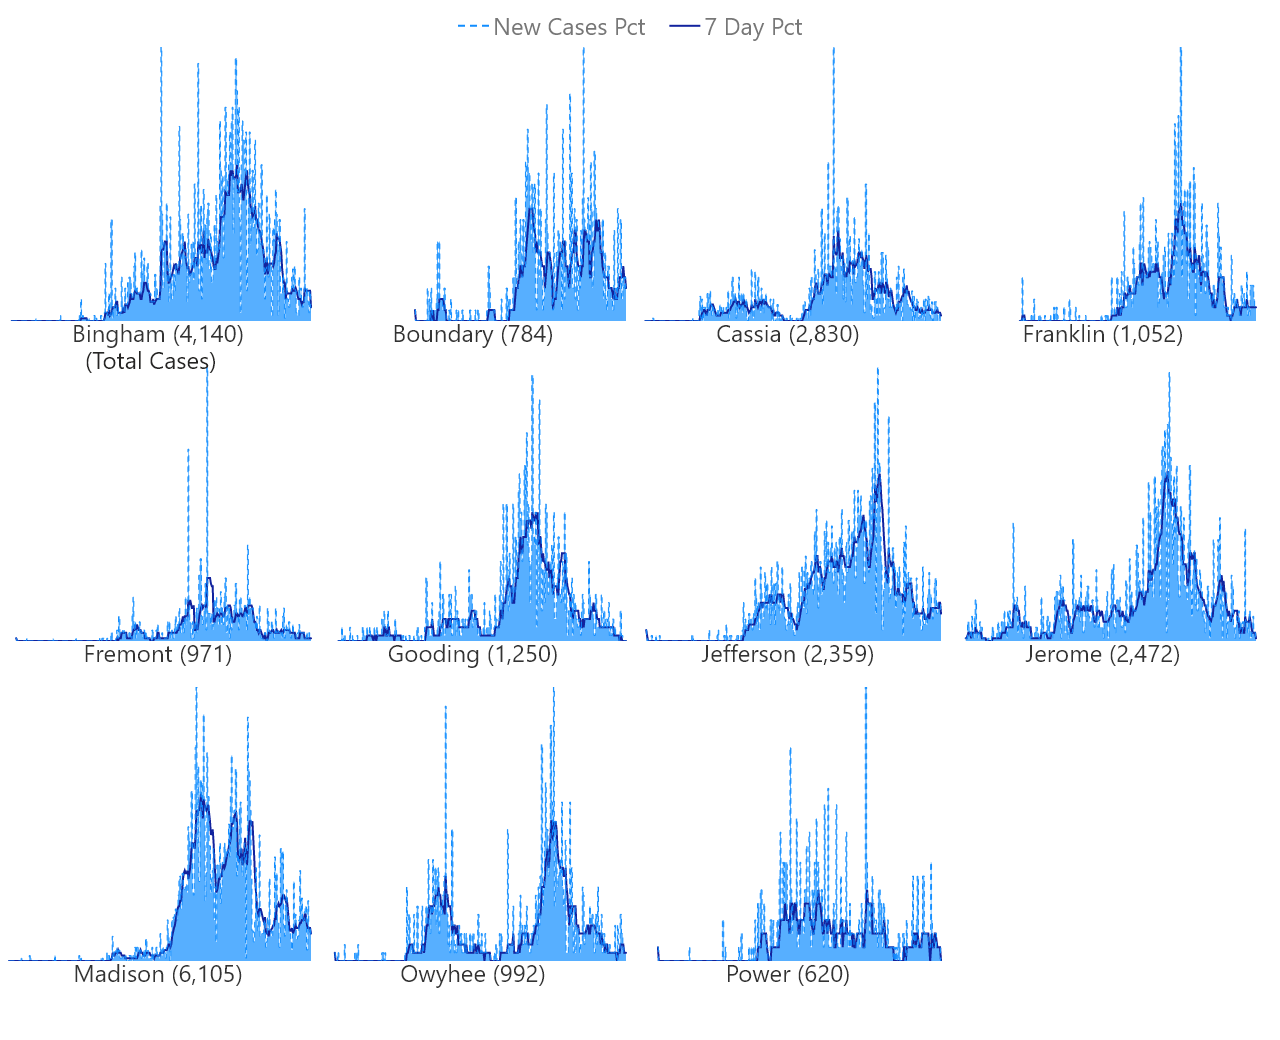 New Cases Pct 7 Day Pct
Bingham (4,140) Boundary (784) Cassia (2,830) Franklin (1,052)
(Total Cases)
Fremont (971) Gooding (1,250) Jefferson (2,359) Jerome (2,472)
Madison (6,105) Owyhee (992) Power (620)